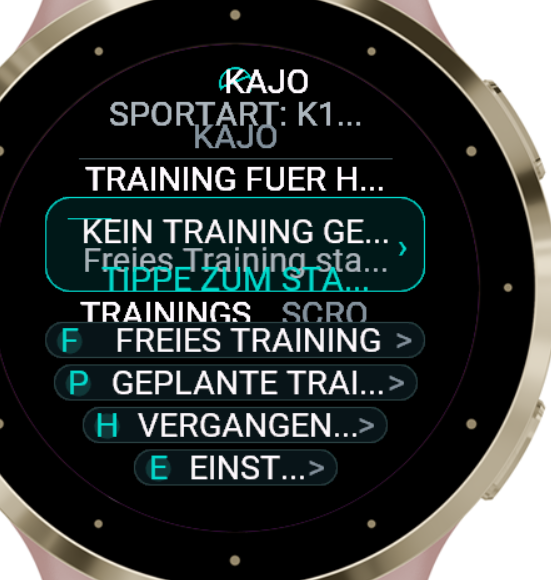 KAJO
SPORTART: K1...
KAJO
TRAINING FUER H...
KEIN TRAINING GE...
Freies Training sta...
TIPPE ZUM STA...
TRAININGS SCRO
F FREIES TRAINING >
P GEPLANTE TRAI...>
H VERGANGEN...>
E EINST...>